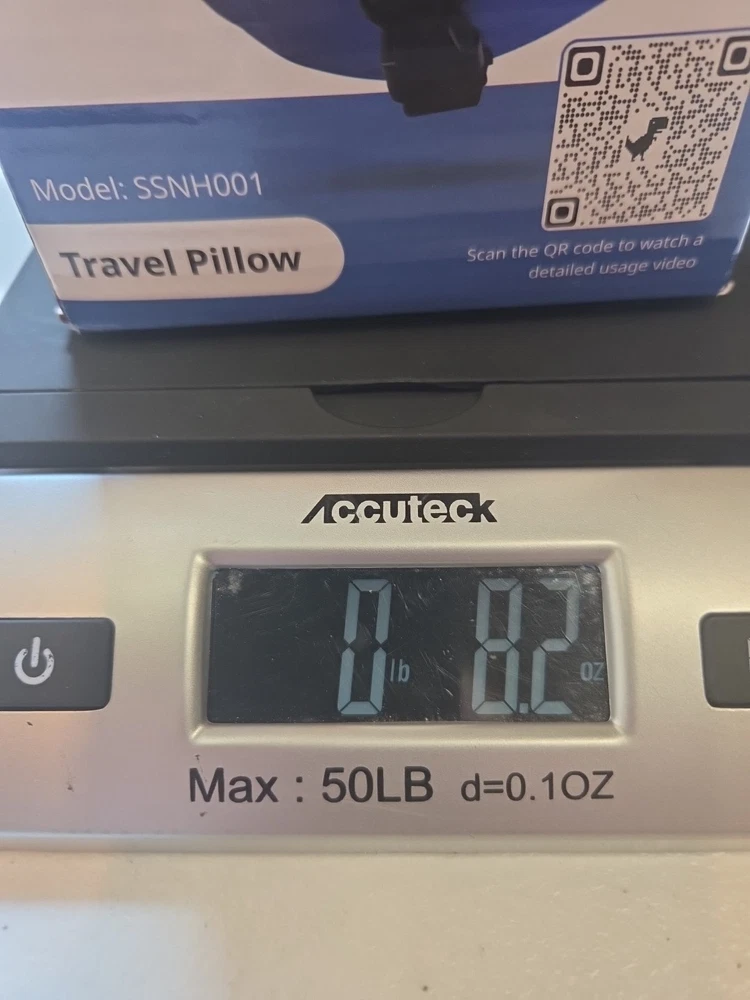 Model: SSNH001
Travel Pillow
Scan the QR code to watch a
detailed usage video
Accuteck
0 lb 8.2 oz
Max : 50LB d=0.1OZ